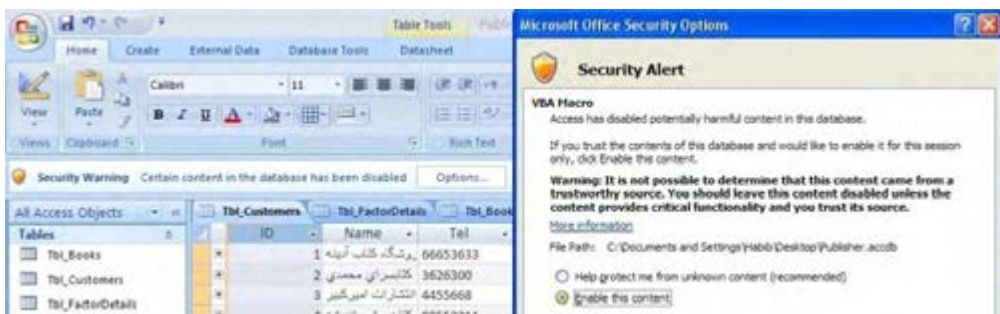 Table Tools
Home Create External Data Database Tools Datasheet
View Paste
Calibri 11
B I U A
Views Clipboard Font Rich Text
Security Warning Certain content in the database has been disabled Options...
All Access Objects
Tables
Tbl_Books
Tbl_Customers
Tbl_FactorDetails
Tbl_Customers Tbl_FactorDetails Tbl_Book
ID Name Tel
1 کتاب آیینه 66653633
2 کتابسرای محمدی 3626300
3 انتشارات امیرکبیر 4455668
Microsoft Office Security Options
Security Alert
VBA Macro
Access has disabled potentially harmful content in this database.
If you trust the contents of this database and would like to enable it for this session
only, click Enable this content.
Warning: It is not possible to determine that this content came from a
trustworthy source. You should leave this content disabled unless the
content provides critical functionality and you trust its source.
More information
File Path: C:\Documents and Settings\Habib\Desktop\Publisher.accdb
Help protect me from unknown content (recommended)
Enable this content